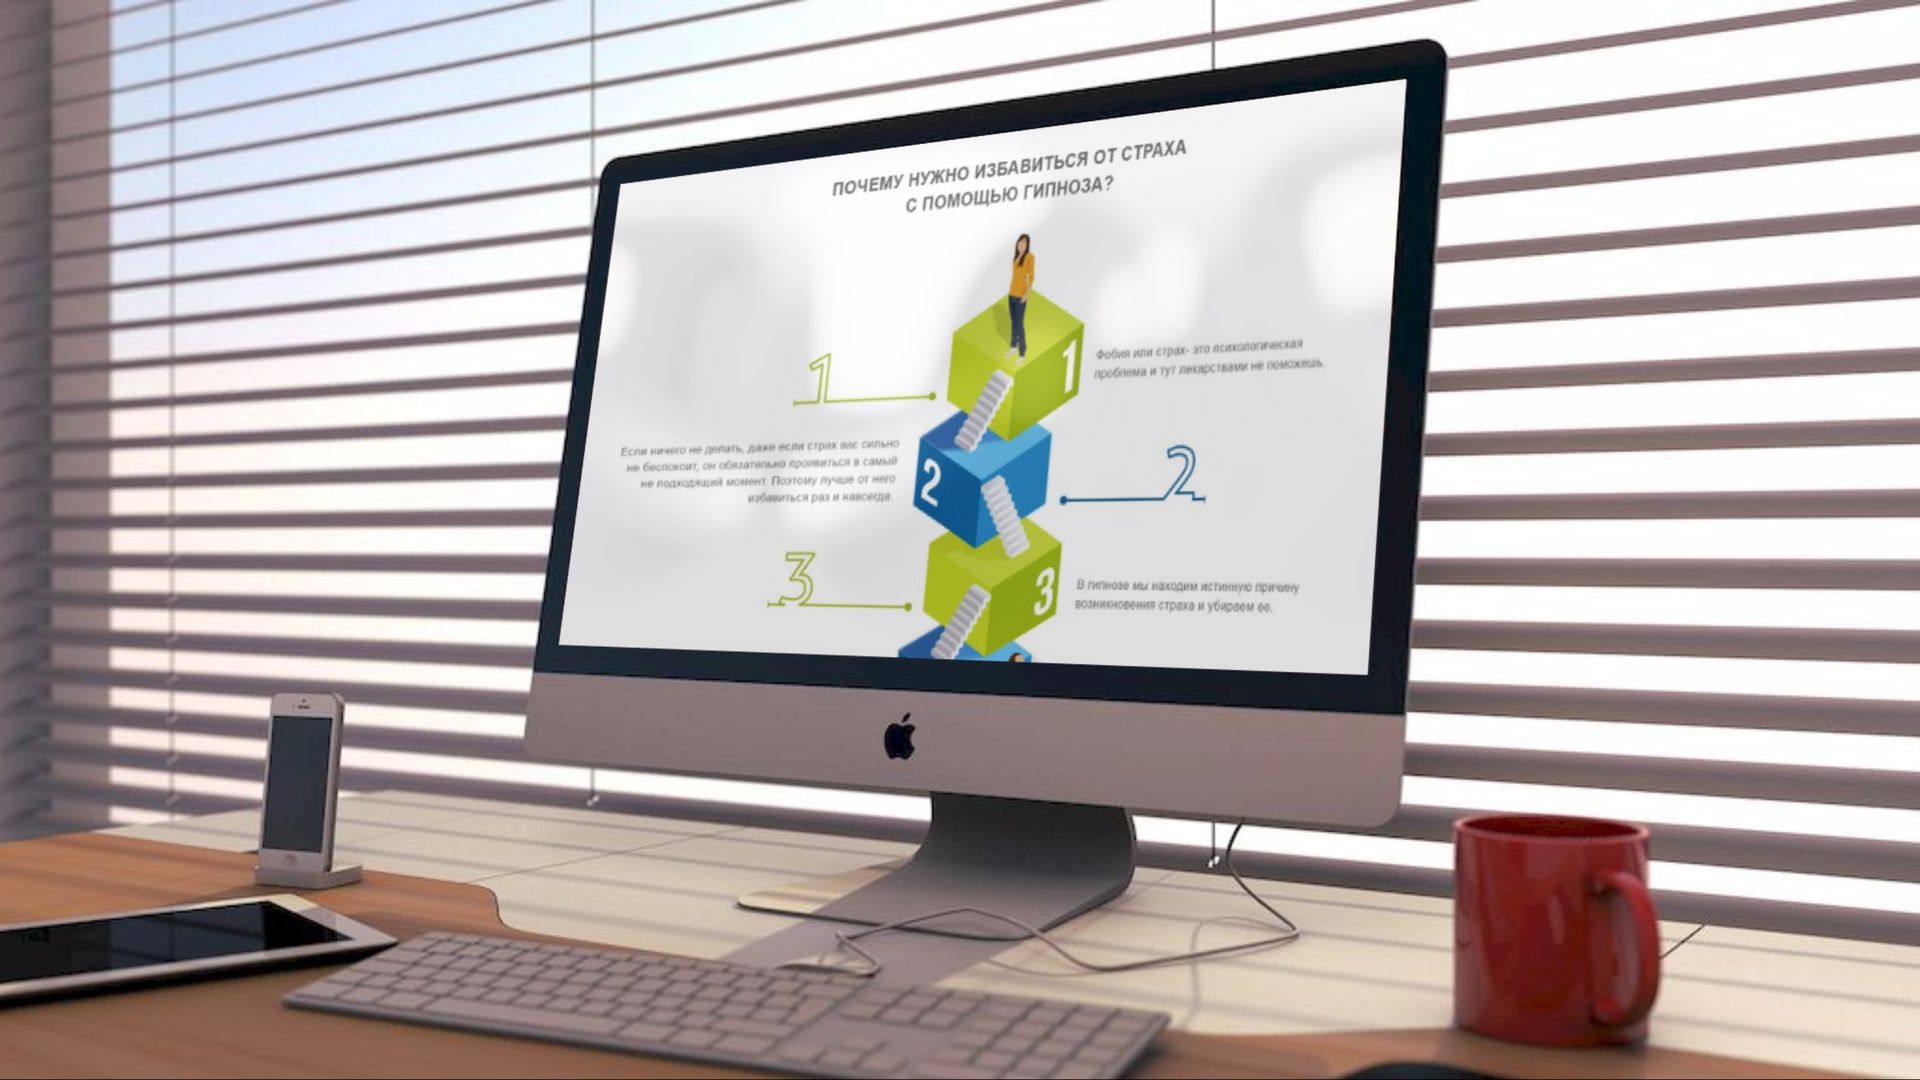 ПОЧЕМУ НУЖНО ИЗБАВИТЬСЯ ОТ СТРАХА
С ПОМОЩЬЮ ГИПНОЗА?
1
1
Фобия или страх- это психологическая
проблема и тут лекарствами не поможешь.
Если ничего не делать, даже если страх вас сильно
не беспокоит, он обязательно проявиться в самый
не подходящий момент. Поэтому лучше от него
избавиться раз и навсегда.
2
2
3
3
В гипнозе мы находим истинную причину
возникновения страха и убираем ее.